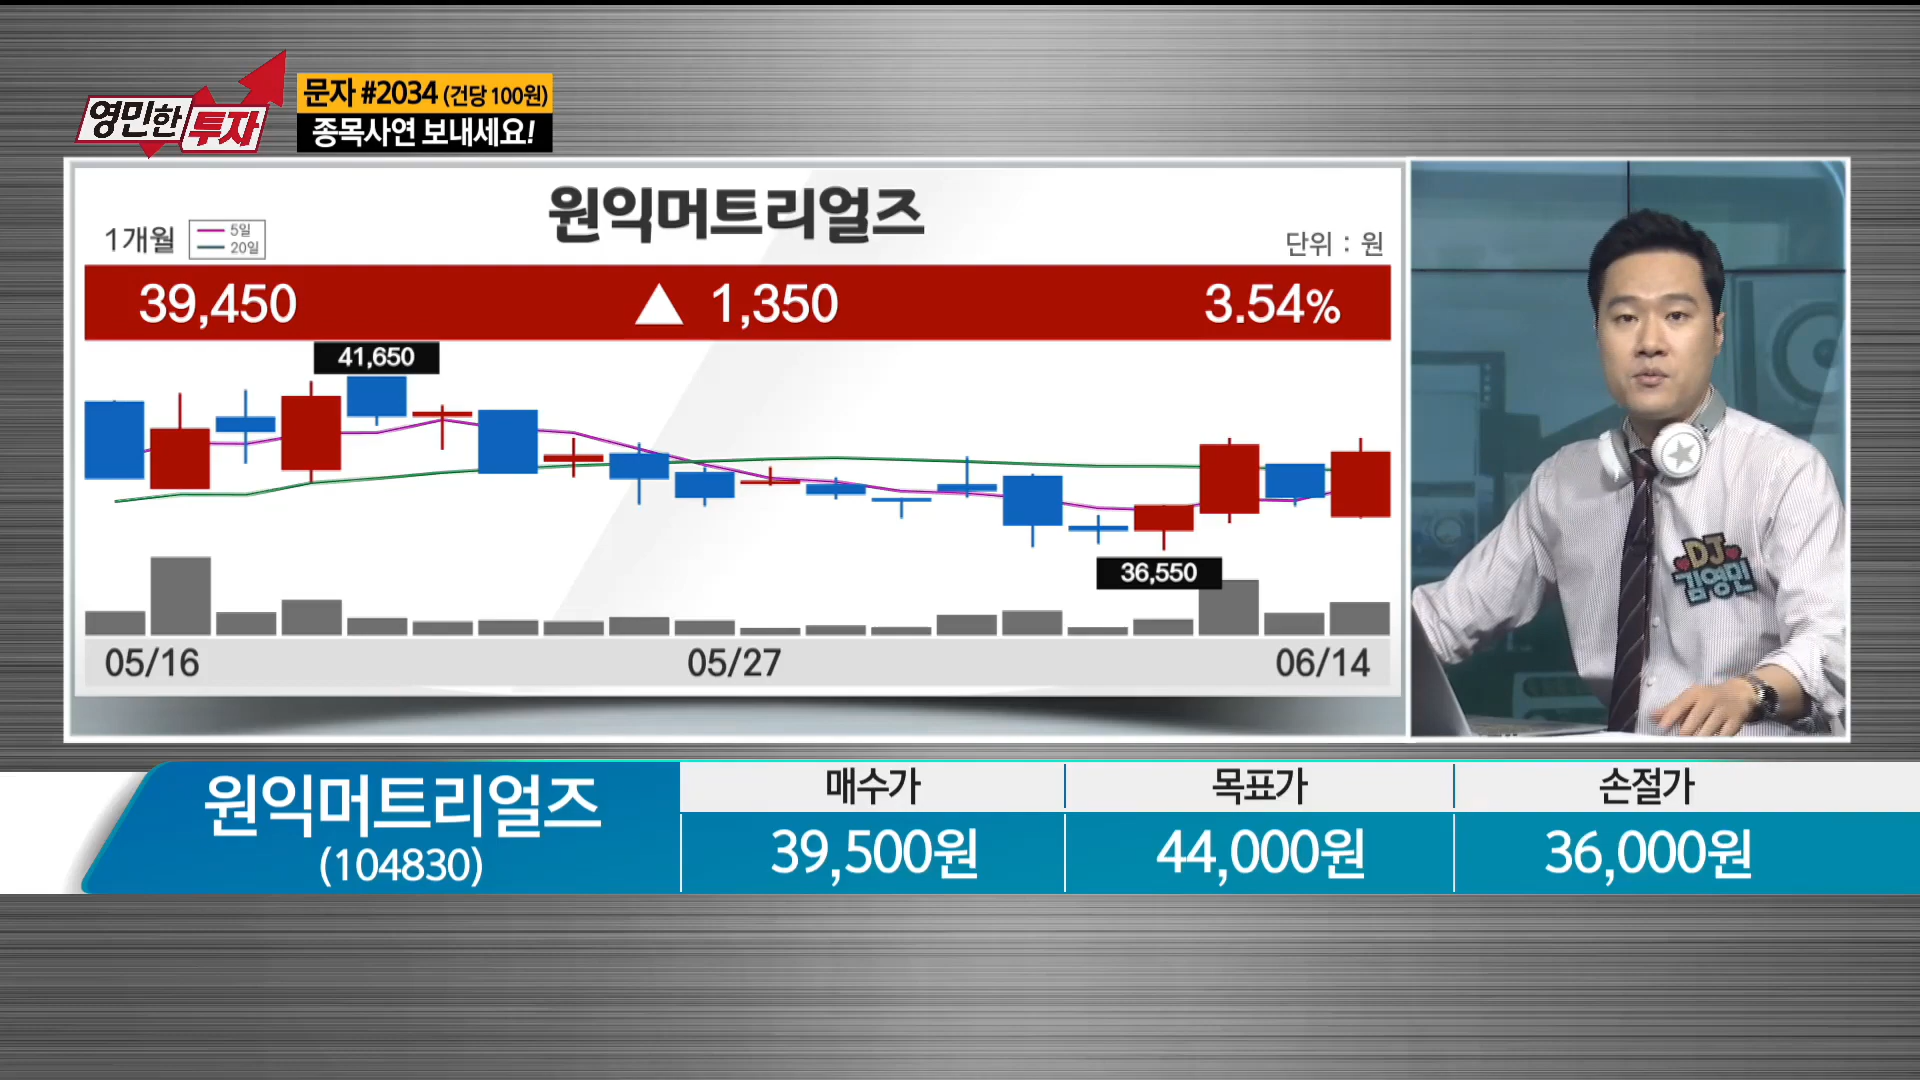 영민한 투자
문자 #2034 (건당 100원)
종목사연 보내세요!
원익머트리얼즈
1개월
5일
20일
단위 : 원
39,450 ▲ 1,350 3.54%
41,650
36,550
05/16 05/27 06/14
DJ
김영민
원익머트리얼즈
(104830)
매수가 목표가 손절가
39,500원 44,000원 36,000원